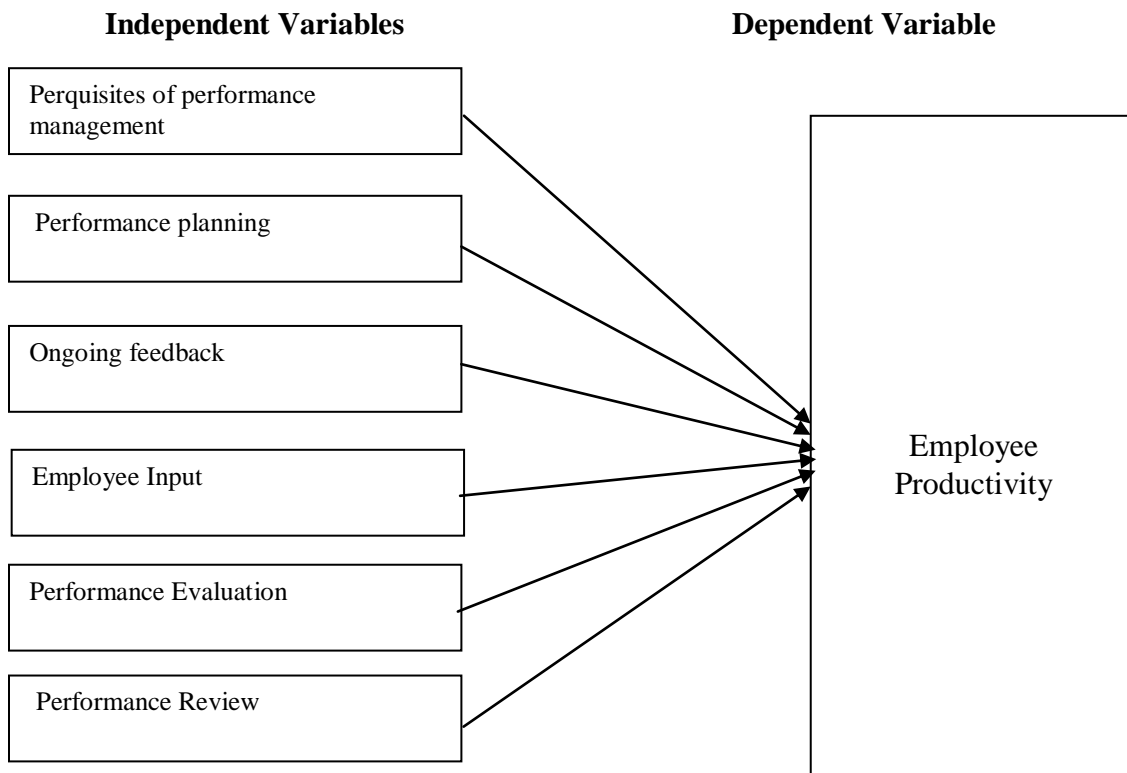 Independent Variables
Dependent Variable
Perquisites of performance
management
Performance planning
Ongoing feedback
Employee Input
Performance Evaluation
Performance Review
Employee
Productivity